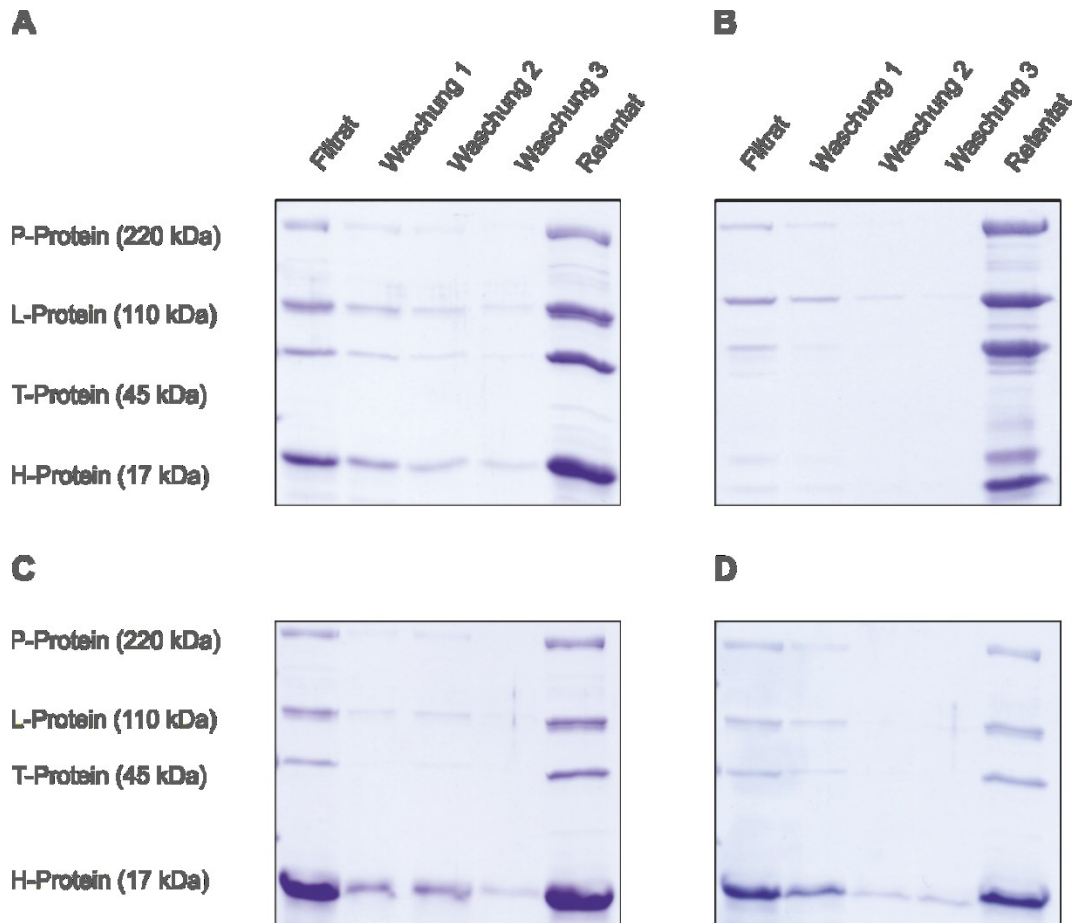 A
B
Filtrat
Waschung 1
Waschung 2
Waschung 3
Retentat
Filtrat
Waschung 1
Waschung 2
Waschung 3
Retentat
P-Protein (220 kDa)
L-Protein (110 kDa)
T-Protein (45 kDa)
H-Protein (17 kDa)
C
D
P-Protein (220 kDa)
L-Protein (110 kDa)
T-Protein (45 kDa)
H-Protein (17 kDa)